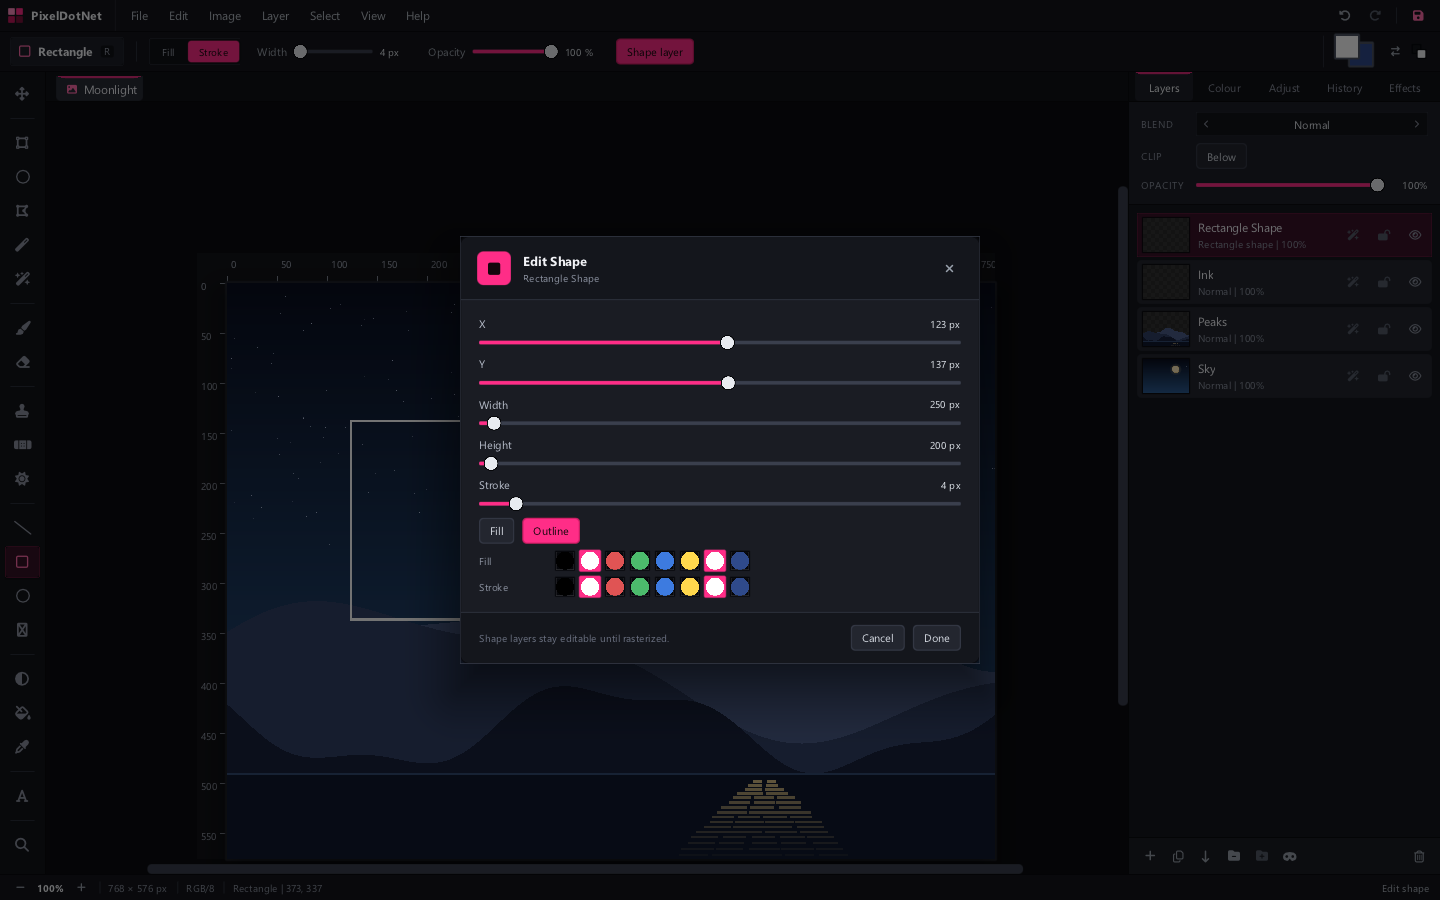 PixelDotNet File Edit Image Layer Select View Help
Rectangle R Fill Stroke Width 4 px Opacity 100 % Shape layer
Moonlight
Layers Colour Adjust History Effects
BLEND Normal
CLIP Below
OPACITY 100%
Rectangle Shape
Rectangle shape | 100%
Ink
Normal | 100%
Peaks
Normal | 100%
Sky
Normal | 100%
0 50 100 150 200 750
0
50
100
150
200
250
300
350
400
450
500
550
Edit Shape
Rectangle Shape
X 123 px
Y 137 px
Width 250 px
Height 200 px
Stroke 4 px
Fill Outline
Fill
Stroke
Shape layers stay editable until rasterized. Cancel Done
100% 768 × 576 px RGB/8 Rectangle | 373, 337 Edit shape